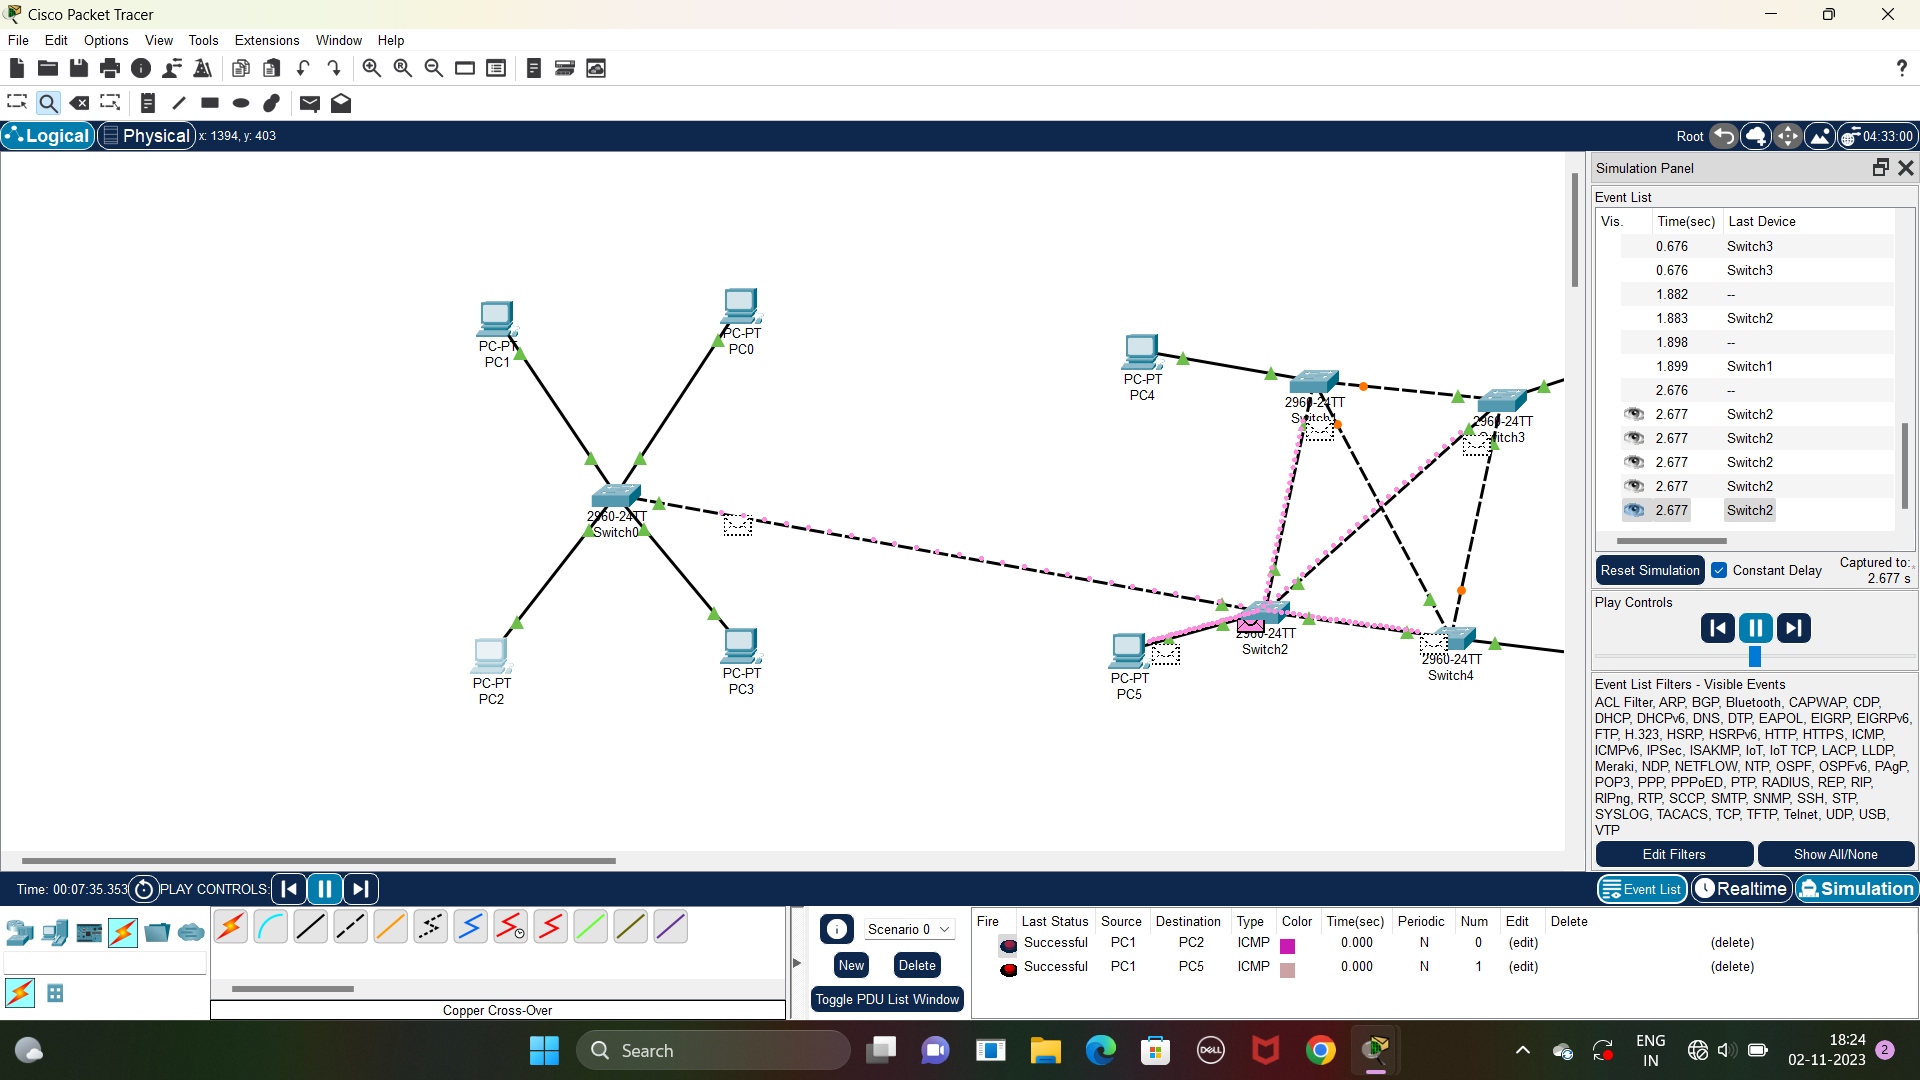 Cisco Packet Tracer
File Edit Options View Tools Extensions Window Help
?
Logical Physical x: 1394, y: 403 Root 04:33:00
Simulation Panel
Event List
Vis. Time(sec) Last Device
0.676 Switch3
0.676 Switch3
1.882 --
1.883 Switch2
1.898 --
1.899 Switch1
2.676 --
2.677 Switch2
2.677 Switch2
2.677 Switch2
2.677 Switch2
2.677 Switch2
Reset Simulation Constant Delay Captured to:
2.677 s
Play Controls
Event List Filters - Visible Events
ACL Filter, ARP, BGP, Bluetooth, CAPWAP, CDP,
DHCP, DHCPv6, DNS, DTP, EAPOL, EIGRP, EIGRPv6,
FTP, H.323, HSRP, HSRPv6, HTTP, HTTPS, ICMP,
ICMPv6, IPSec, ISAKMP, IoT, IoT TCP, LACP, LLDP,
Meraki, NDP, NETFLOW, NTP, OSPF, OSPFv6, PAgP,
POP3, PPP, PPPoED, PTP, RADIUS, REP, RIP,
RIPng, RTP, SCCP, SMTP, SNMP, SSH, STP,
SYSLOG, TACACS, TCP, TFTP, Telnet, UDP, USB,
VTP
Edit Filters Show All/None
PC-PT
PC1
PC-PT
PC0
2960-24TT
Switch0
PC-PT
PC2
PC-PT
PC3
PC-PT
PC4
2960-24TT
Switch1
2960-24TT
Switch3
PC-PT
PC5
2960-24TT
Switch2
2960-24TT
Switch4
Time: 00:07:35.353 PLAY CONTROLS: Event List Realtime Simulation
Copper Cross-Over
Scenario 0
New Delete
Toggle PDU List Window
Fire Last Status Source Destination Type Color Time(sec) Periodic Num Edit Delete
Successful PC1 PC2 ICMP 0.000 N 0 (edit) (delete)
Successful PC1 PC5 ICMP 0.000 N 1 (edit) (delete)
Search
DELL
ENG
IN
18:24
02-11-2023
2